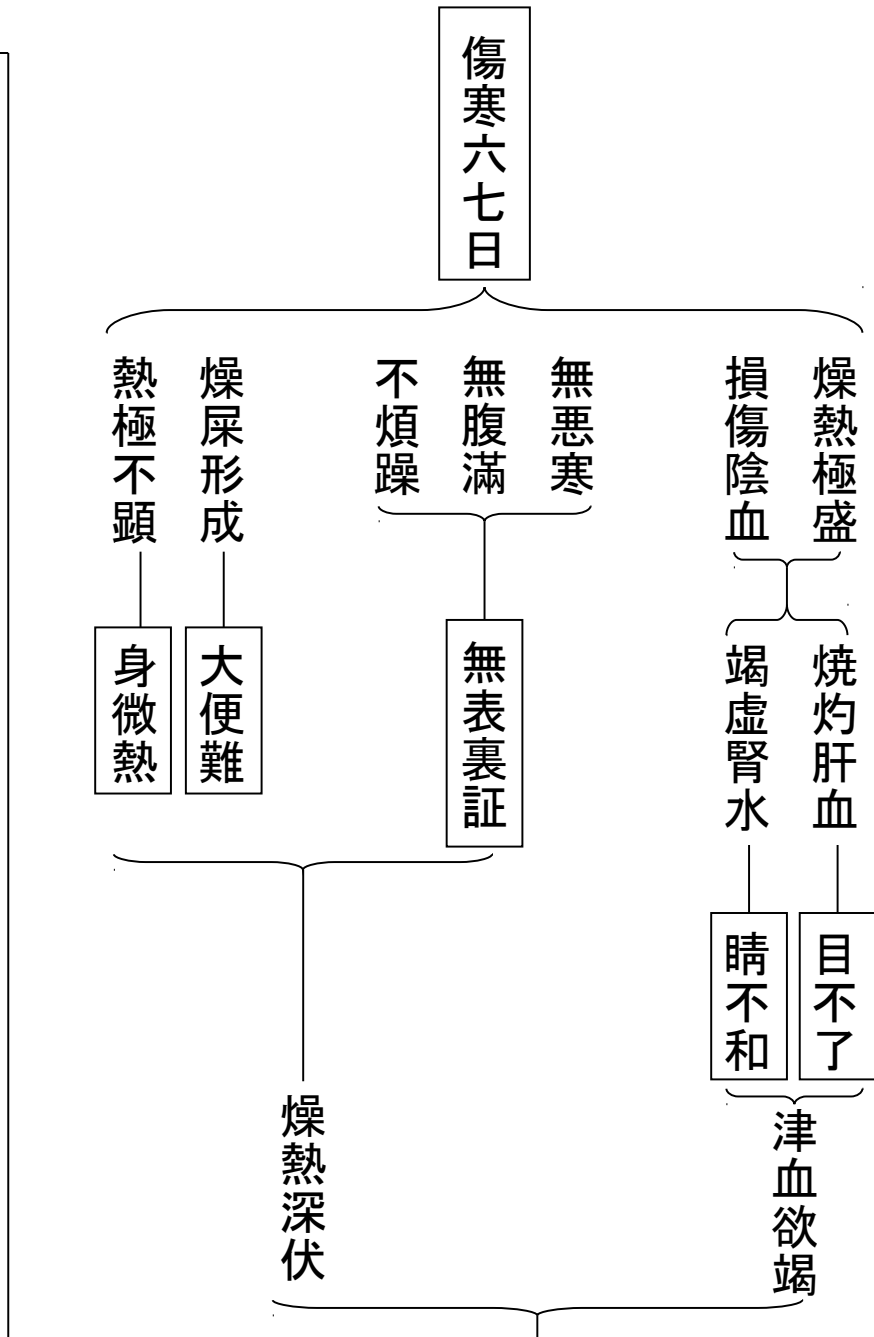 傷寒六七日
燥熱極盛
損傷陰血
無悪寒
無腹滿
不煩躁
燥屎形成
熱極不顕
焼灼肝血
竭虚腎水
無表裏証
大便難
身微熱
目不了
睛不和
津血欲竭
燥熱深伏